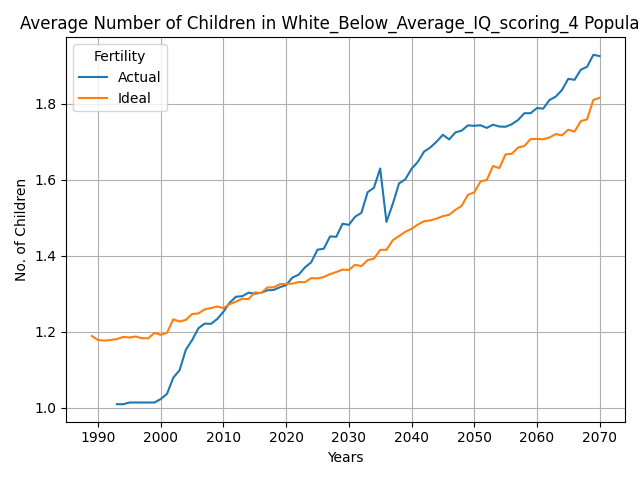 Average Number of Children in White_Below_Average_IQ_scoring_4 Popula
Fertility
Actual
Ideal
No. of Children
1.8
1.6
1.4
1.2
1.0
1990 2000 2010 2020 2030 2040 2050 2060 2070
Years